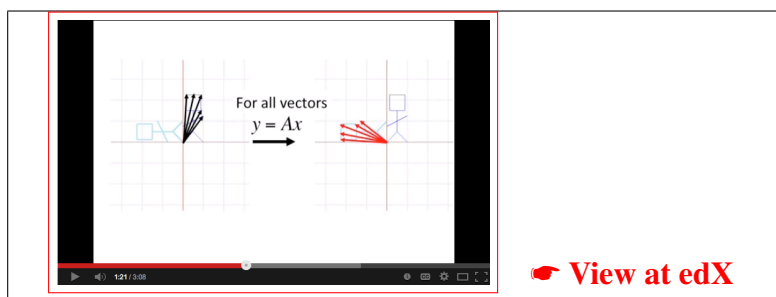 For all vectors
y = Ax
1:21 / 3:08
☛ View at edX